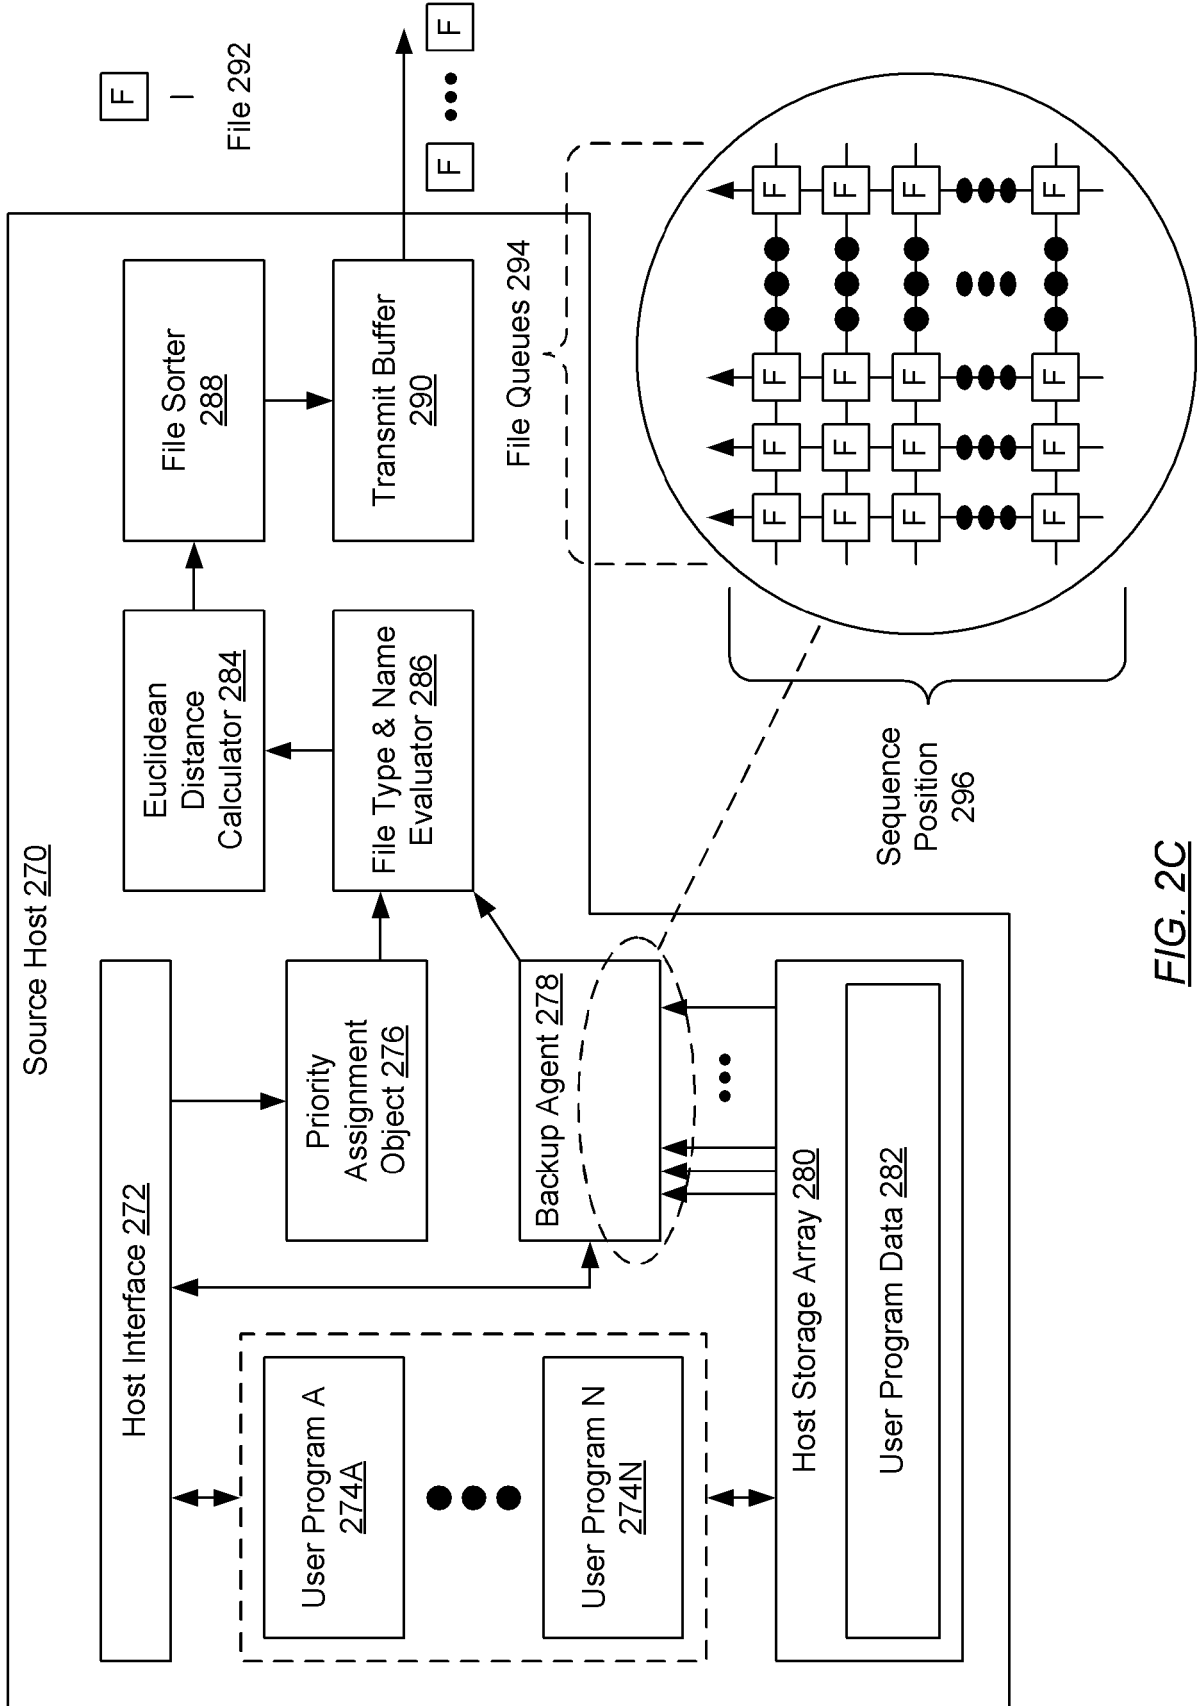 Source Host 270
Host Interface 272
User Program A
274A
User Program N
274N
Priority
Assignment
Object 276
Backup Agent 278
Host Storage Array 280
User Program Data 282
Euclidean
Distance
Calculator 284
File Type & Name
Evaluator 286
File Sorter
288
Transmit Buffer
290
F
File 292
F
F
File Queues 294
F F F F
F F F F
F F F F
F F F F
Sequence
Position
296
FIG. 2C